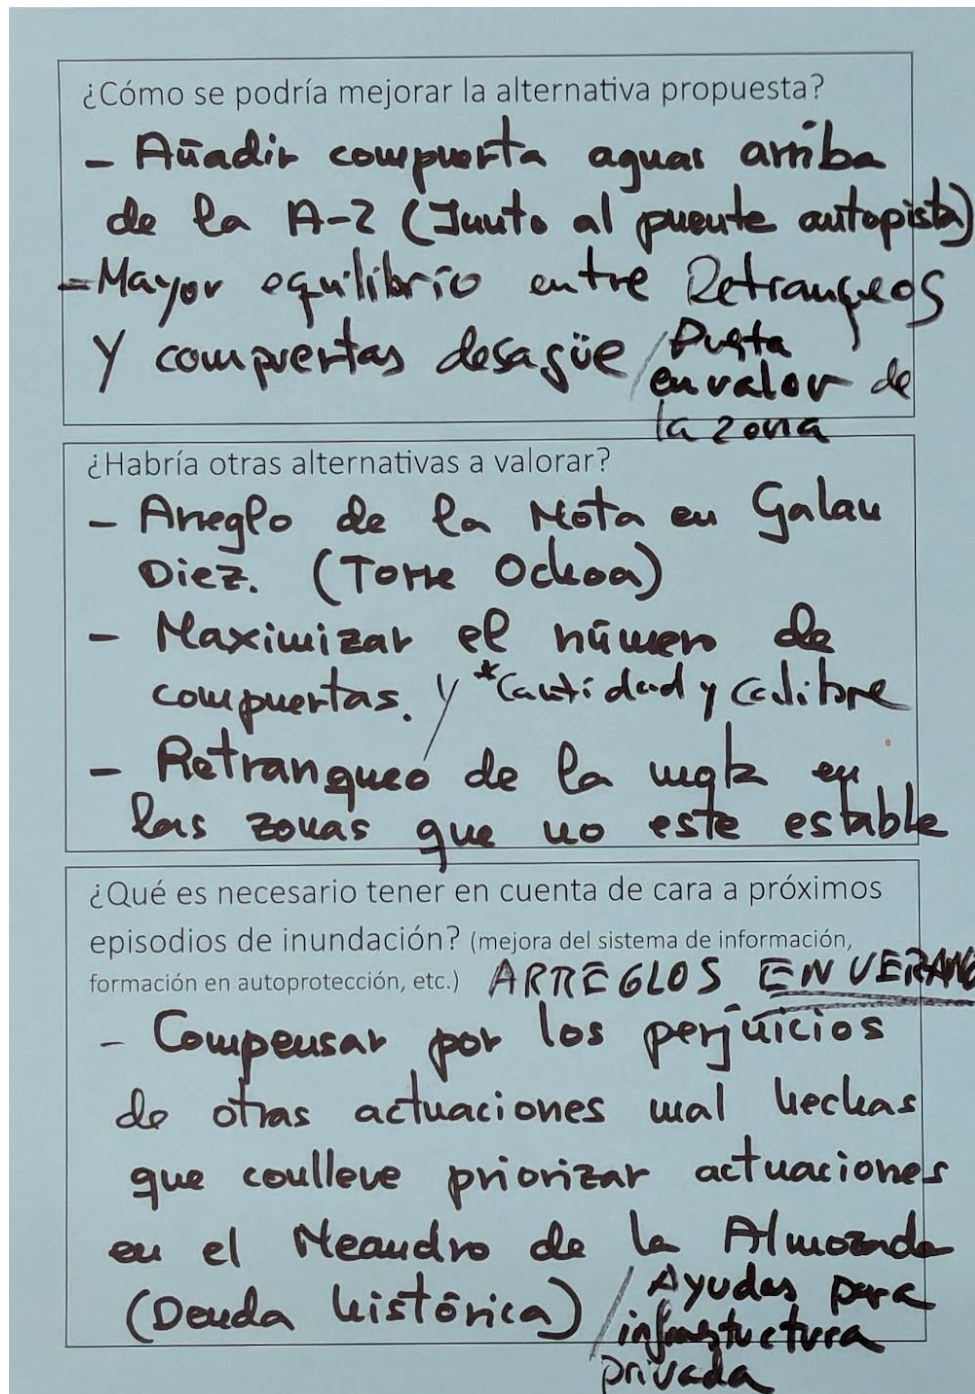 ¿Cómo se podría mejorar la alternativa propuesta?
- Añadir compuerta aguas arriba
de la A-2 (Junto al puente autopista)
- Mayor equilibrio entre Retranqueos
Y compuertas desagüe / Puesta
en valor de
la zona
¿Habría otras alternativas a valorar?
- Arreglo de la Mota en Galan
Diez. (Torre Ochoa)
- Maximizar el número de
compuertas. y *Cantidad y calibre
- Retranqueo de la mota en
las zonas que no este estable
¿Qué es necesario tener en cuenta de cara a próximos
episodios de inundación? (mejora del sistema de información,
formación en autoprotección, etc.) ARREGLOS EN VERANO
- Compensar por los perjuicios
de otras actuaciones mal hechas
que conlleve priorizar actuaciones
en el Meandro de la Almozada
(Deuda histórica) / Ayudas para
infrastuctura
privada